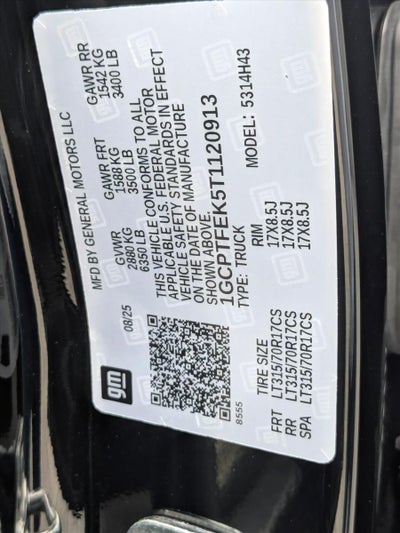 gm
08/25
MFD BY GENERAL MOTORS LLC
GVWR GAWR FRT GAWR RR
2880 KG 1588 KG 1542 KG
6350 LB 3500 LB 3400 LB
THIS VEHICLE CONFORMS TO ALL
APPLICABLE U.S. FEDERAL MOTOR
VEHICLE SAFETY STANDARDS IN EFFECT
ON THE DATE OF MANUFACTURE
SHOWN ABOVE.
1GCPTFEK5T1120913
TYPE: TRUCK MODEL: 5314H43
8555
TIRE SIZE RIM
FRT LT315/70R17CS 17X8.5J
RR LT315/70R17CS 17X8.5J
SPA LT315/70R17CS 17X8.5J